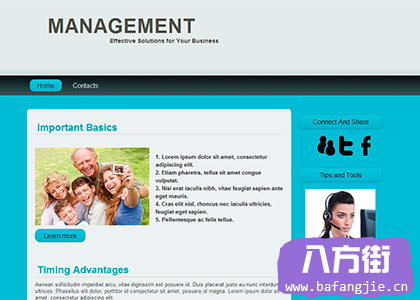 MANAGEMENT
Effective Solutions for Your Business
Home
Contacts
Important Basics
1. Lorem ipsum dolor sit amet, consectetur
adipiscing elit.
2. Etiam pharetra, tellus sit amet congue
vulputat.
3. Nisi erat iaculis nibh, vitae feugiat sapien ante
eget mauris.
4. Cras elit nisl, rhoncus nec iaculis ultricies,
feugiat eget sapien.
5. Pellentesque ac felis tellus.
Learn more
Timing Advantages
Aenean sollicitudin imperdiet arcu, vitae dignissim est posuere id. Duis placerat justo eu nunc interdum
ultrices. Phasellus elit dolor, porttitor id consectetur sit amet, posuere id magna. Lorem ipsum dolor
Connect And Share
Tips and Tools
八方街
www.bafangjie.cn